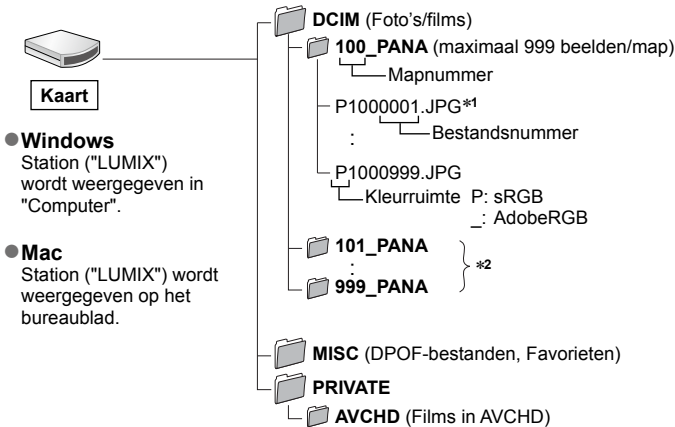 DCIM (Foto's/films)
100_PANA (maximaal 999 beelden/map)
Mapnummer
Kaart
P1000001.JPG*1
Bestandsnummer
:
●Windows
Station ("LUMIX")
wordt weergegeven in
"Computer".
P1000999.JPG
Kleurruimte P: sRGB
_: AdobeRGB
●Mac
Station ("LUMIX") wordt
weergegeven op het
bureaublad.
101_PANA
:
*2
999_PANA
MISC (DPOF-bestanden, Favorieten)
PRIVATE
AVCHD (Films in AVCHD)